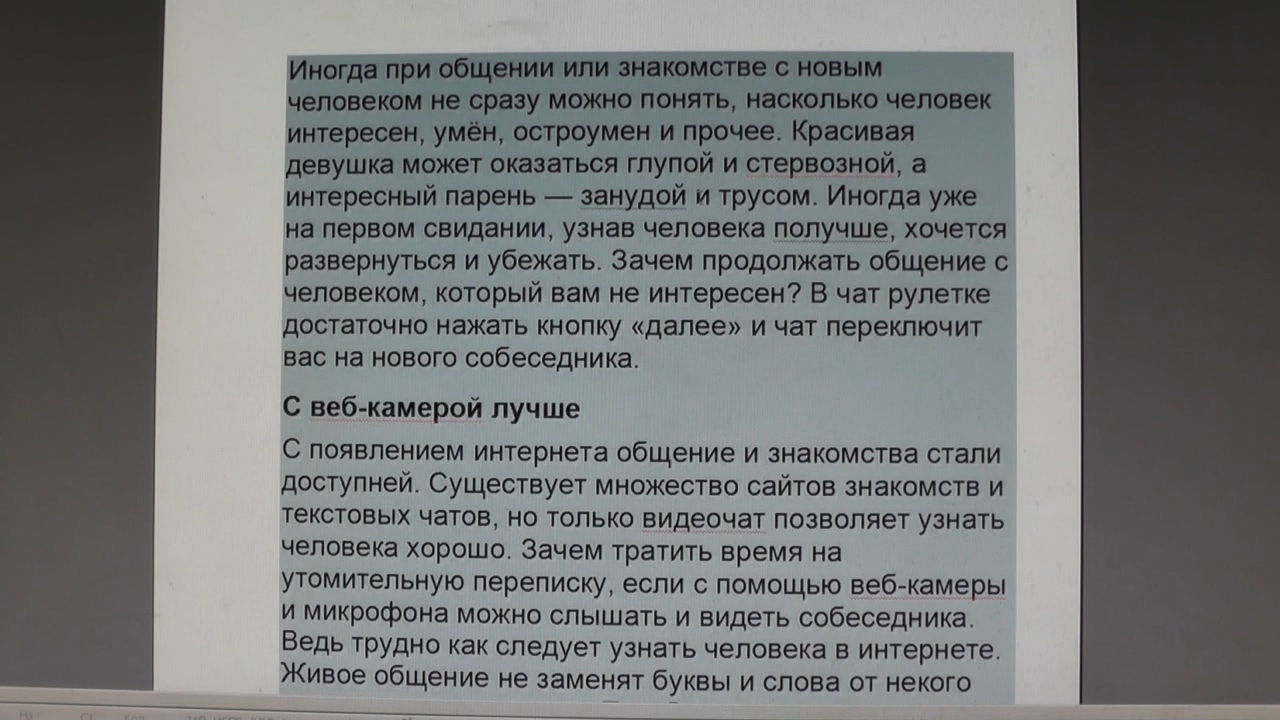 Иногда при общении или знакомстве с новым
человеком не сразу можно понять, насколько человек
интересен, умён, остроумен и прочее. Красивая
девушка может оказаться глупой и стервозной, а
интересный парень — занудой и трусом. Иногда уже
на первом свидании, узнав человека получше, хочется
развернуться и убежать. Зачем продолжать общение с
человеком, который вам не интересен? В чат рулетке
достаточно нажать кнопку «далее» и чат переключит
вас на нового собеседника.
С веб-камерой лучше
С появлением интернета общение и знакомства стали
доступней. Существует множество сайтов знакомств и
текстовых чатов, но только видеочат позволяет узнать
человека хорошо. Зачем тратить время на
утомительную переписку, если с помощью веб-камеры
и микрофона можно слышать и видеть собеседника.
Ведь трудно как следует узнать человека в интернете.
Живое общение не заменят буквы и слова от некого